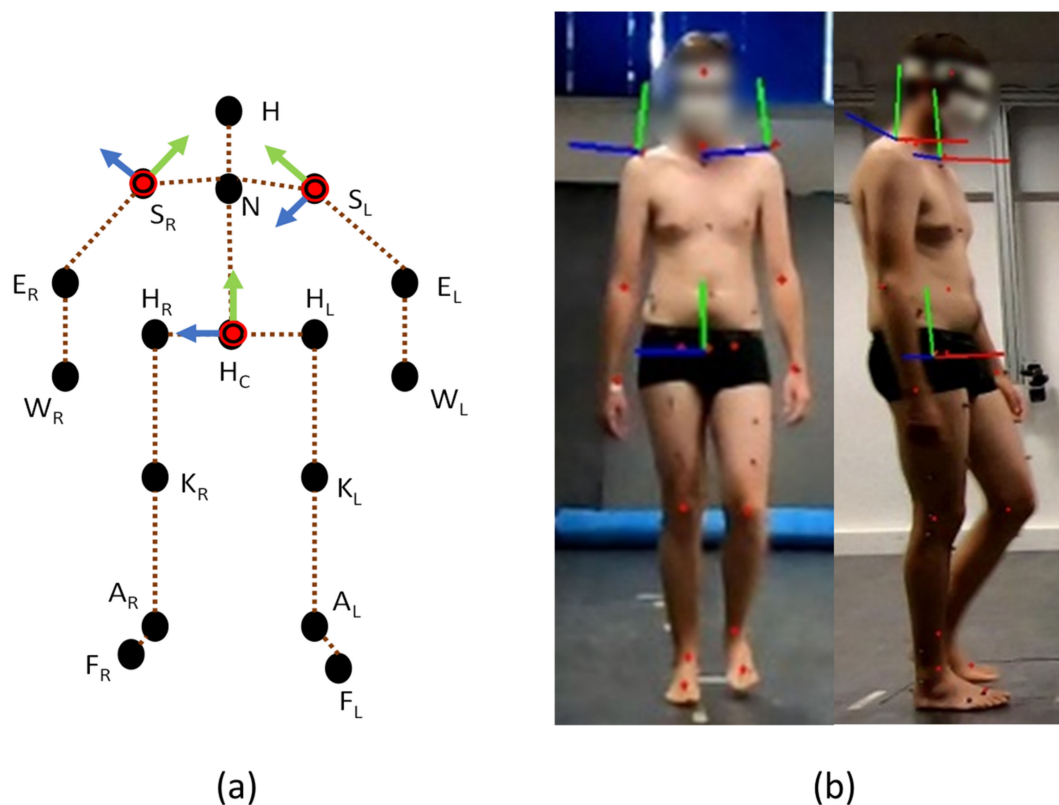 H
S_R
N
S_L
E_R
H_R
H_L
E_L
H_C
W_R
W_L
K_R
K_L
A_R
A_L
F_R
F_L
(a)
(b)